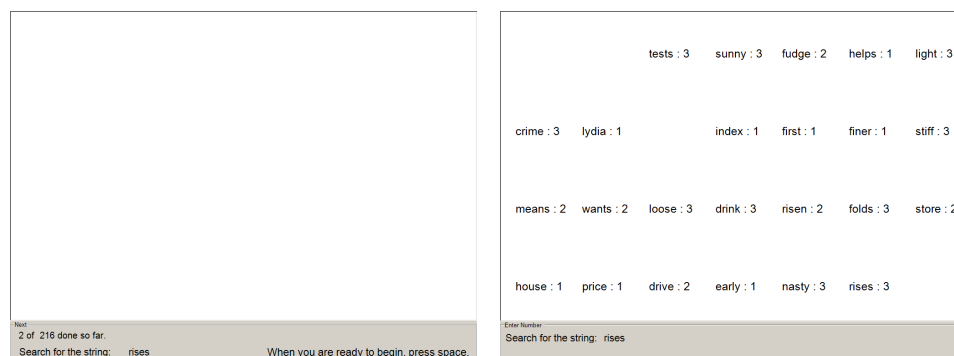 Next
2 of 216 done so far.
Search for the string: rises When you are ready to begin, press space.
tests : 3 sunny : 3 fudge : 2 helps : 1 light : 3
crime : 3 lydia : 1 index : 1 first : 1 finer : 1 stiff : 3
means : 2 wants : 2 loose : 3 drink : 3 risen : 2 folds : 3 store : 2
house : 1 price : 1 drive : 2 early : 1 nasty : 3 rises : 3
Enter Number
Search for the string: rises